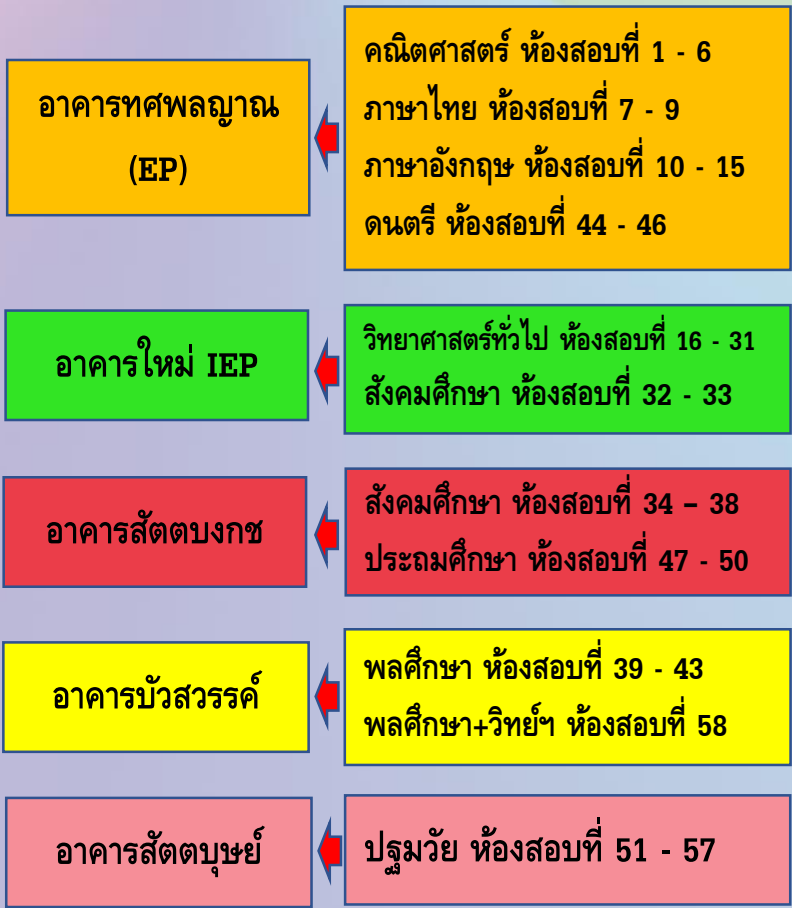 อาคารทศพลญาณ
(EP)
คณิตศาสตร์ ห้องสอบที่ 1 - 6
ภาษาไทย ห้องสอบที่ 7 - 9
ภาษาอังกฤษ ห้องสอบที่ 10 - 15
ดนตรี ห้องสอบที่ 44 - 46
อาคารใหม่ IEP
วิทยาศาสตร์ทั่วไป ห้องสอบที่ 16 - 31
สังคมศึกษา ห้องสอบที่ 32 - 33
อาคารสัตตบงกช
สังคมศึกษา ห้องสอบที่ 34 – 38
ประถมศึกษา ห้องสอบที่ 47 - 50
อาคารบัวสวรรค์
พลศึกษา ห้องสอบที่ 39 - 43
พลศึกษา+วิทย์ฯ ห้องสอบที่ 58
อาคารสัตตบุษย์
ปฐมวัย ห้องสอบที่ 51 - 57